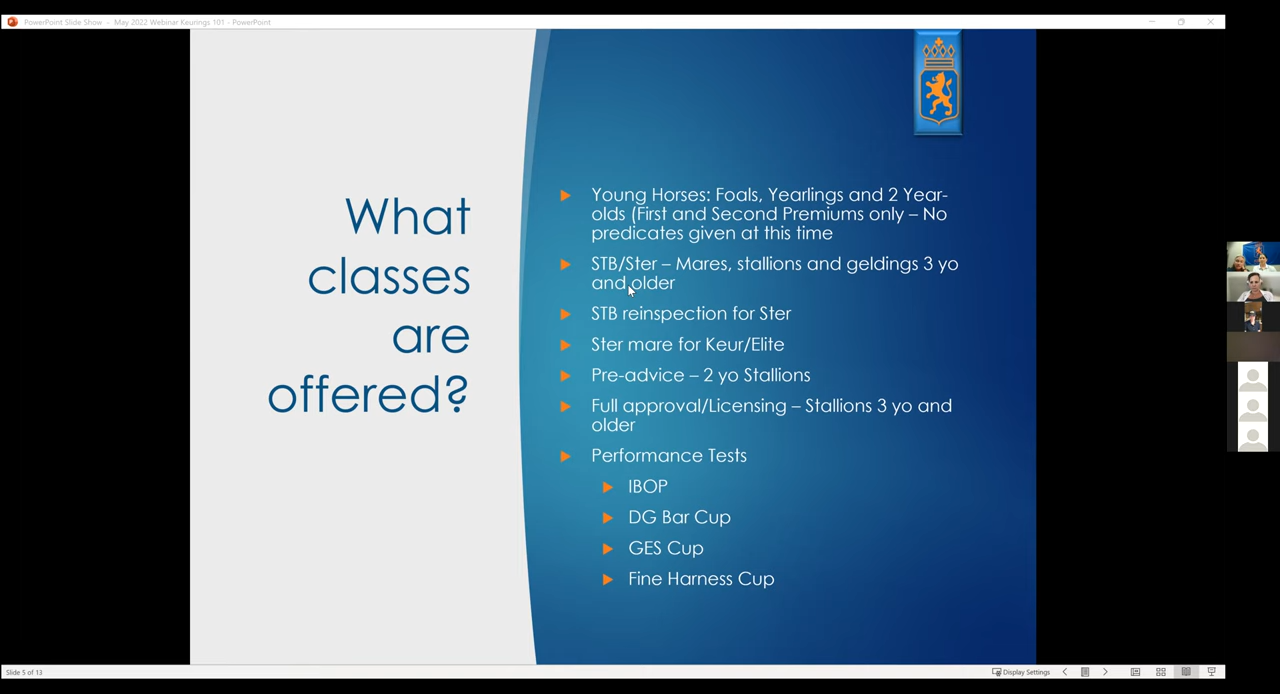 PowerPoint Slide Show - May 2022 Webinar Keurings 101 - PowerPoint
What
classes
are
offered?
Young Horses: Foals, Yearlings and 2 Year-
olds (First and Second Premiums only – No
predicates given at this time
STB/Ster – Mares, stallions and geldings 3 yo
and older
STB reinspection for Ster
Ster mare for Keur/Elite
Pre-advice – 2 yo Stallions
Full approval/Licensing – Stallions 3 yo and
older
Performance Tests
IBOP
DG Bar Cup
GES Cup
Fine Harness Cup
Slide 5 of 13
Display Settings